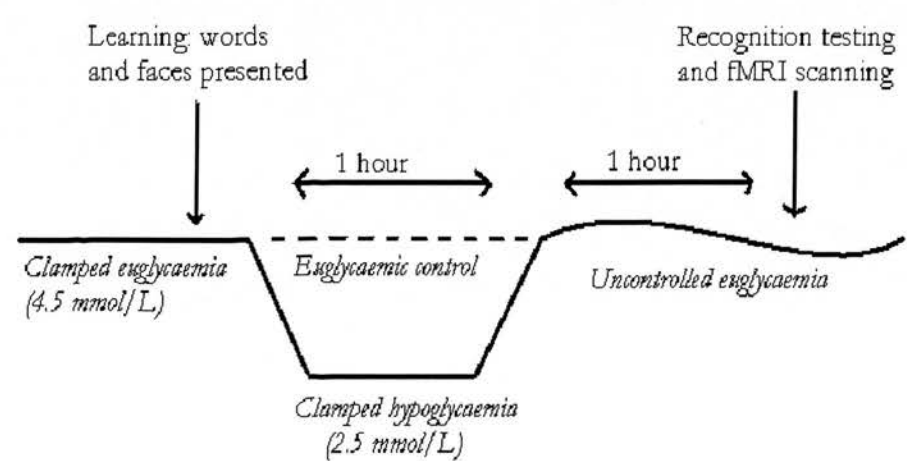 Learning: words
and faces presented
Recognition testing
and fMRI scanning
1 hour
1 hour
Clamped euglycaemia
(4.5 mmol/L)
Euglycaemic control
Uncontrolled euglycaemia
Clamped hypoglycaemia
(2.5 mmol/L)